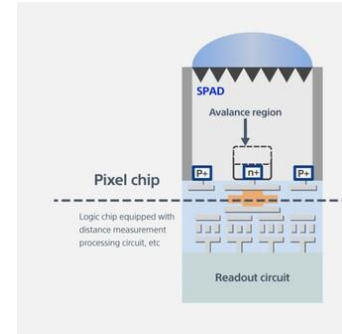 SPAD
Avalance region
P+ n+ P+
Pixel chip
Logic chip equipped with
distance measurement
processing circuit, etc
Readout circuit